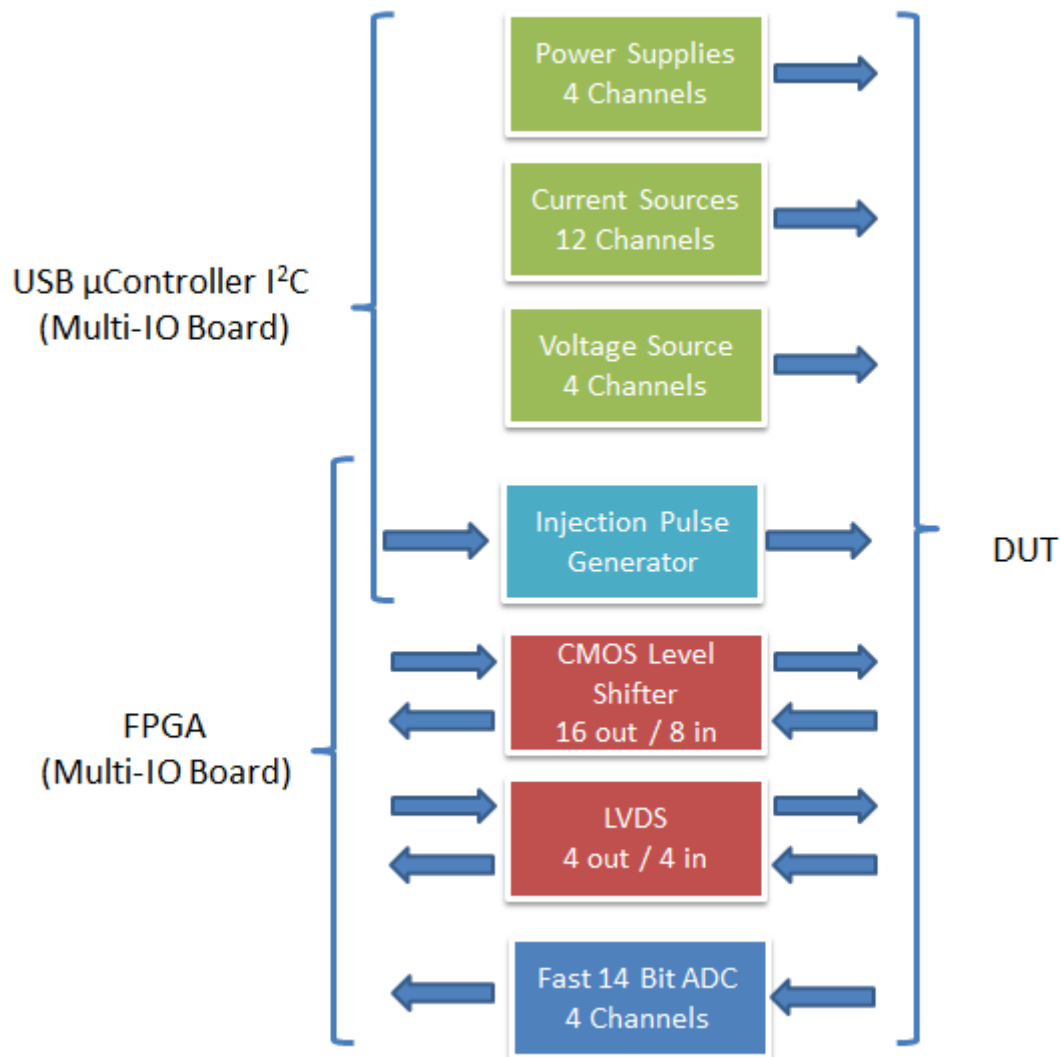 Power Supplies
4 Channels
Current Sources
12 Channels
USB µController I²C
(Multi-IO Board)
Voltage Source
4 Channels
Injection Pulse
Generator
DUT
CMOS Level
Shifter
16 out / 8 in
FPGA
(Multi-IO Board)
LVDS
4 out / 4 in
Fast 14 Bit ADC
4 Channels